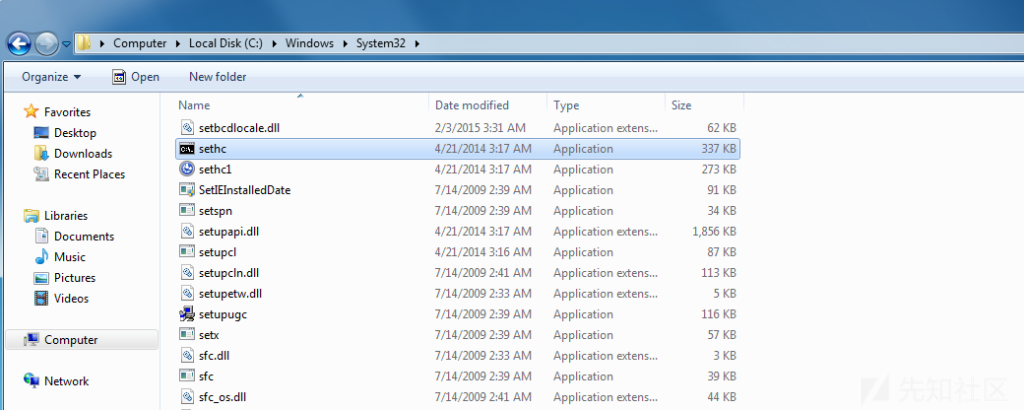 Computer Local Disk (C:) Windows System32
Organize Open New folder
Name Date modified Type Size
Favorites
Desktop
Downloads
Recent Places
Libraries
Documents
Music
Pictures
Videos
Computer
Network
setbcdlocale.dll 2/3/2015 3:31 AM Application extens... 62 KB
C:\.
sethc 4/21/2014 3:17 AM Application 337 KB
sethc1 4/21/2014 3:17 AM Application 273 KB
SetIEInstalledDate 7/14/2009 2:39 AM Application 91 KB
setspn 7/14/2009 2:39 AM Application 34 KB
setupapi.dll 4/21/2014 3:17 AM Application extens... 1,856 KB
setupcl 4/21/2014 3:16 AM Application 87 KB
setupcln.dll 7/14/2009 2:41 AM Application extens... 113 KB
setupetw.dll 7/14/2009 2:33 AM Application extens... 5 KB
setupugc 7/14/2009 2:39 AM Application 116 KB
setx 7/14/2009 2:39 AM Application 57 KB
sfc.dll 7/14/2009 2:33 AM Application extens... 3 KB
sfc 7/14/2009 2:39 AM Application 39 KB
sfc_os.dll 7/14/2009 2:41 AM Application extens... 44 KB
先知社区